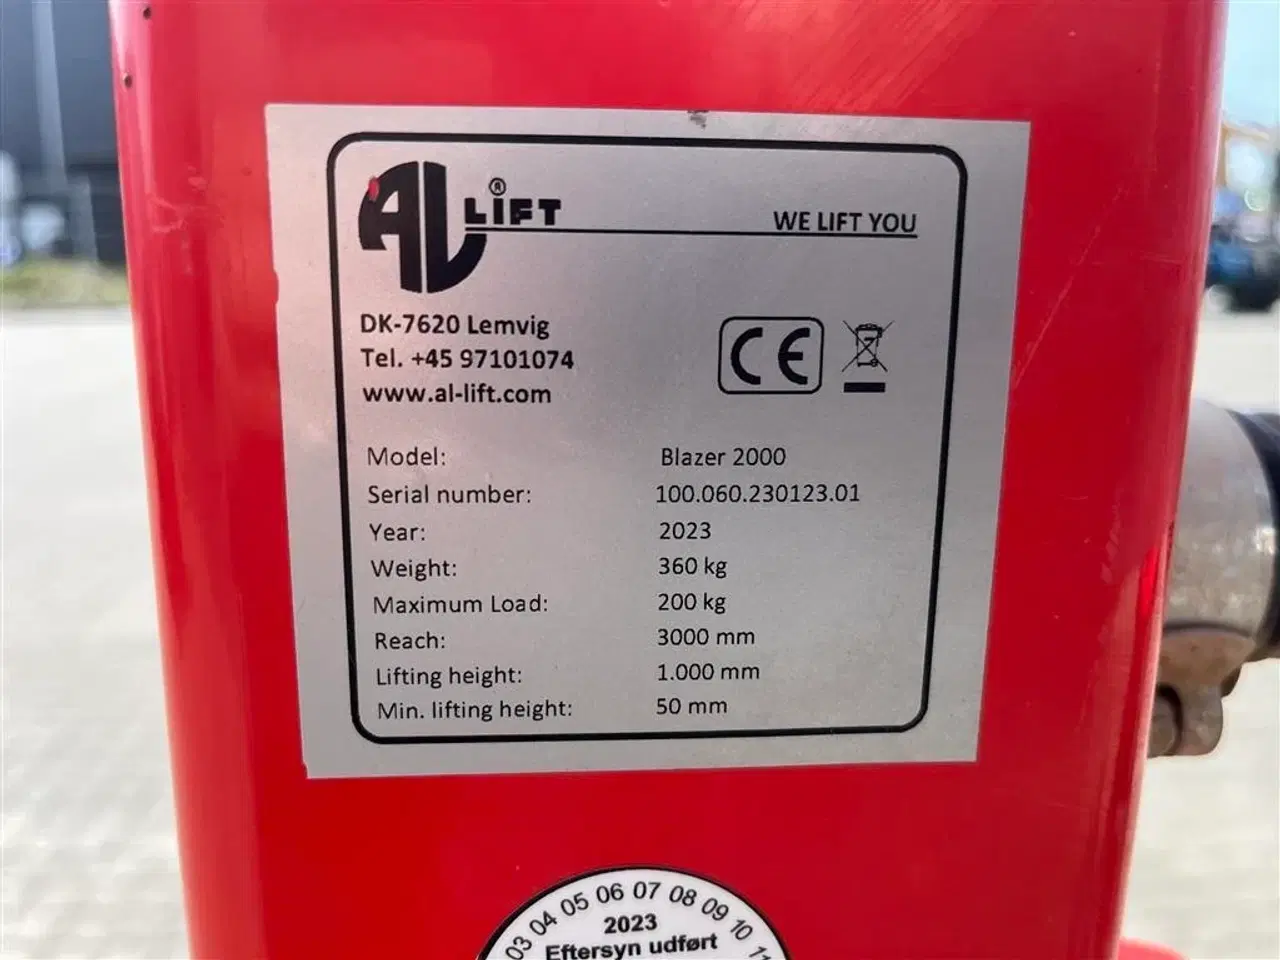 AL LIFT ®
WE LIFT YOU
DK-7620 Lemvig
Tel. +45 97101074
www.al-lift.com
CE
Model: Blazer 2000
Serial number: 100.060.230123.01
Year: 2023
Weight: 360 kg
Maximum Load: 200 kg
Reach: 3000 mm
Lifting height: 1.000 mm
Min. lifting height: 50 mm
03 04 05 06 07 08 09 10 11
2023
Eftersyn udført